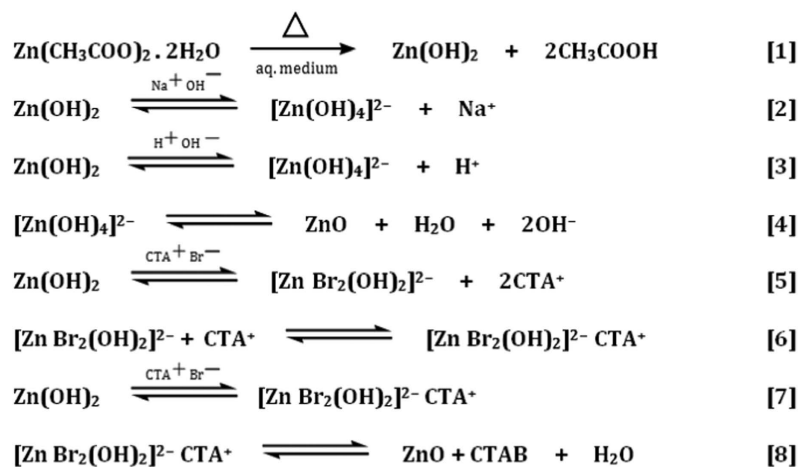 Zn(CH₃COO)₂ . 2H₂O △ aq. medium Zn(OH)₂ + 2CH₃COOH [1]
Zn(OH)₂ Na⁺ OH⁻ ⇌ [Zn(OH)₄]²⁻ + Na⁺ [2]
Zn(OH)₂ H⁺ OH⁻ ⇌ [Zn(OH)₄]²⁻ + H⁺ [3]
[Zn(OH)₄]²⁻ ⇌ ZnO + H₂O + 2OH⁻ [4]
Zn(OH)₂ CTA⁺ Br⁻ ⇌ [Zn Br₂(OH)₂]²⁻ + 2CTA⁺ [5]
[Zn Br₂(OH)₂]²⁻ + CTA⁺ ⇌ [Zn Br₂(OH)₂]²⁻ CTA⁺ [6]
Zn(OH)₂ CTA⁺ Br⁻ ⇌ [Zn Br₂(OH)₂]²⁻ CTA⁺ [7]
[Zn Br₂(OH)₂]²⁻ CTA⁺ ⇌ ZnO + CTAB + H₂O [8]